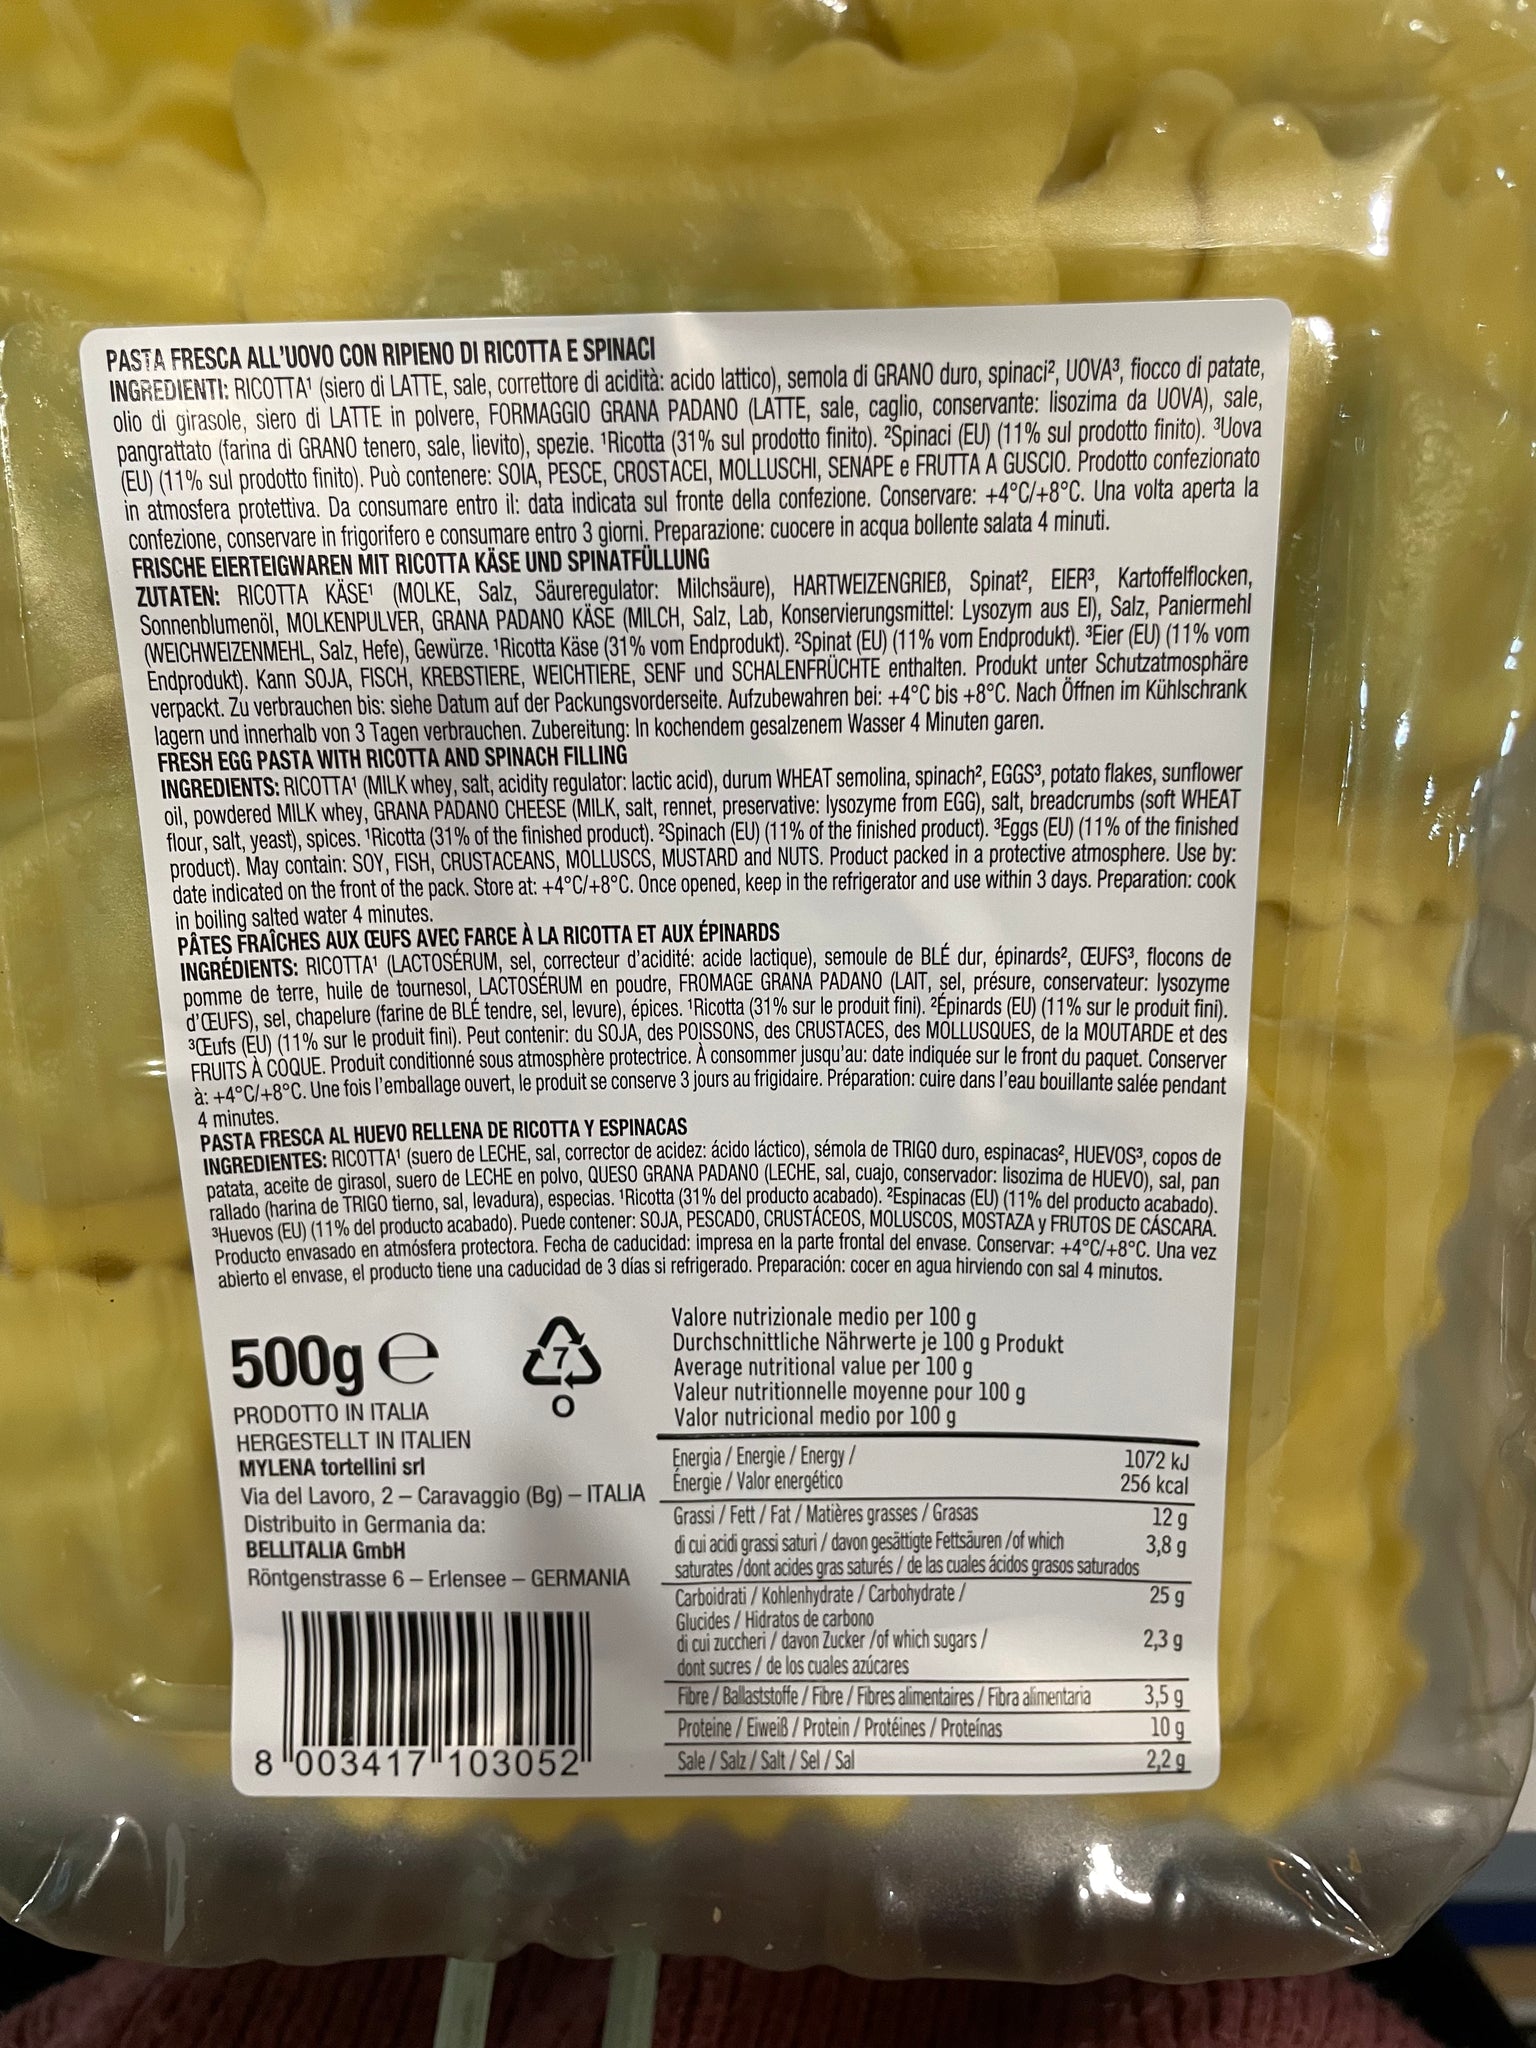 PASTA FRESCA ALL'UOVO CON RIPIENO DI RICOTTA E SPINACI
INGREDIENTI: RICOTTA¹ (siero di LATTE, sale, correttore di acidità: acido lattico), semola di GRANO duro, spinaci², UOVA³, fiocco di patate,
olio di girasole, siero di LATTE in polvere, FORMAGGIO GRANA PADANO (LATTE, sale, caglio, conservante: lisozima da UOVA), sale,
pangrattato (farina di GRANO tenero, sale, lievito), spezie. ¹Ricotta (31% sul prodotto finito). ²Spinaci (EU) (11% sul prodotto finito). ³Uova
(EU) (11% sul prodotto finito). Può contenere: SOIA, PESCE, CROSTACEI, MOLLUSCHI, SENAPE e FRUTTA A GUSCIO. Prodotto confezionato
in atmosfera protettiva. Da consumare entro il: data indicata sul fronte della confezione. Conservare: +4°C/+8°C. Una volta aperta la
confezione, conservare in frigorifero e consumare entro 3 giorni. Preparazione: cuocere in acqua bollente salata 4 minuti.
FRISCHE EIERTEIGWAREN MIT RICOTTA KÄSE UND SPINATFÜLLUNG
ZUTATEN: RICOTTA KÄSE¹ (MOLKE, Salz, Säureregulator: Milchsäure), HARTWEIZENGRIEß, Spinat², EIER³, Kartoffelflocken,
Sonnenblumenöl, MOLKENPULVER, GRANA PADANO KÄSE (MILCH, Salz, Lab, Konservierungsmittel: Lysozym aus EI), Salz, Paniermehl
(WEICHWEIZENMEHL, Salz, Hefe), Gewürze. ¹Ricotta Käse (31% vom Endprodukt). ²Spinat (EU) (11% vom Endprodukt). ³Eier (EU) (11% vom
Endprodukt). Kann SOJA, FISCH, KREBSTIERE, WEICHTIERE, SENF und SCHALENFRÜCHTE enthalten. Produkt unter Schutzatmosphäre
verpackt. Zu verbrauchen bis: siehe Datum auf der Packungsvorderseite. Aufzubewahren bei: +4°C bis +8°C. Nach Öffnen im Kühlschrank
lagern und innerhalb von 3 Tagen verbrauchen. Zubereitung: In kochendem gesalzenem Wasser 4 Minuten garen.
FRESH EGG PASTA WITH RICOTTA AND SPINACH FILLING
INGREDIENTS: RICOTTA¹ (MILK whey, salt, acidity regulator: lactic acid), durum WHEAT semolina, spinach², EGGS³, potato flakes, sunflower
oil, powdered MILK whey, GRANA PADANO CHEESE (MILK, salt, rennet, preservative: lysozyme from EGG), salt, breadcrumbs (soft WHEAT
flour, salt, yeast), spices. ¹Ricotta (31% of the finished product). ²Spinach (EU) (11% of the finished product). ³Eggs (EU) (11% of the finished
product). May contain: SOY, FISH, CRUSTACEANS, MOLLUSCS, MUSTARD and NUTS. Product packed in a protective atmosphere. Use by:
date indicated on the front of the pack. Store at: +4°C/+8°C. Once opened, keep in the refrigerator and use within 3 days. Preparation: cook
in boiling salted water 4 minutes.
PÂTES FRAÎCHES AUX ŒUFS AVEC FARCE À LA RICOTTA ET AUX ÉPINARDS
INGRÉDIENTS: RICOTTA¹ (LACTOSÉRUM, sel, correcteur d'acidité: acide lactique), semoule de BLÉ dur, épinards², ŒUFS³, flocons de
pomme de terre, huile de tournesol, LACTOSÉRUM en poudre, FROMAGE GRANA PADANO (LAIT, sel, présure, conservateur: lysozyme
d'ŒUFS), sel, chapelure (farine de BLÉ tendre, sel, levure), épices. ¹Ricotta (31% sur le produit fini). ²Épinards (EU) (11% sur le produit fini).
³Œufs (EU) (11% sur le produit fini). Peut contenir: du SOJA, des POISSONS, des CRUSTACES, des MOLLUSQUES, de la MOUTARDE et des
FRUITS À COQUE. Produit conditionné sous atmosphère protectrice. À consommer jusqu'au: date indiquée sur le front du paquet. Conserver
à: +4°C/+8°C. Une fois l'emballage ouvert, le produit se conserve 3 jours au frigidaire. Préparation: cuire dans l'eau bouillante salée pendant
4 minutes.
PASTA FRESCA AL HUEVO RELLENA DE RICOTTA Y ESPINACAS
INGREDIENTES: RICOTTA¹ (suero de LECHE, sal, corrector de acidez: ácido láctico), sémola de TRIGO duro, espinacas², HUEVOS³, copos de
patata, aceite de girasol, suero de LECHE en polvo, QUESO GRANA PADANO (LECHE, sal, cuajo, conservador: lisozima de HUEVO), sal, pan
rallado (harina de TRIGO tierno, sal, levadura), especias. ¹Ricotta (31% del producto acabado). ²Espinacas (EU) (11% del producto acabado).
³Huevos (EU) (11% del producto acabado). Puede contener: SOJA, PESCADO, CRUSTÁCEOS, MOLUSCOS, MOSTAZA y FRUTOS DE CÁSCARA.
Producto envasado en atmósfera protectora. Fecha de caducidad: impresa en la parte frontal del envase. Conservar: +4°C/+8°C. Una vez
abierto el envase, el producto tiene una caducidad de 3 días si refrigerado. Preparación: cocer en agua hirviendo con sal 4 minutos.
500g ℮
7
O
PRODOTTO IN ITALIA
HERGESTELLT IN ITALIEN
MYLENA tortellini srl
Via del Lavoro, 2 – Caravaggio (Bg) – ITALIA
Distribuito in Germania da:
BELLITALIA GmbH
Röntgenstrasse 6 – Erlensee – GERMANIA
8 003417 103052
Valore nutrizionale medio per 100 g
Durchschnittliche Nährwerte je 100 g Produkt
Average nutritional value per 100 g
Valeur nutritionnelle moyenne pour 100 g
Valor nutricional medio por 100 g
Energia / Energie / Energy / 1072 kJ
Énergie / Valor energético 256 kcal
Grassi / Fett / Fat / Matières grasses / Grasas 12 g
di cui acidi grassi saturi / davon gesättigte Fettsäuren /of which 3,8 g
saturates /dont acides gras saturés / de las cuales ácidos grasos saturados
Carboidrati / Kohlenhydrate / Carbohydrate / 25 g
Glucides / Hidratos de carbono
di cui zuccheri / davon Zucker /of which sugars / 2,3 g
dont sucres / de los cuales azúcares
Fibre / Ballaststoffe / Fibre / Fibres alimentaires / Fibra alimentaria 3,5 g
Proteine / Eiweiß / Protein / Protéines / Proteínas 10 g
Sale / Salz / Salt / Sel / Sal 2,2 g